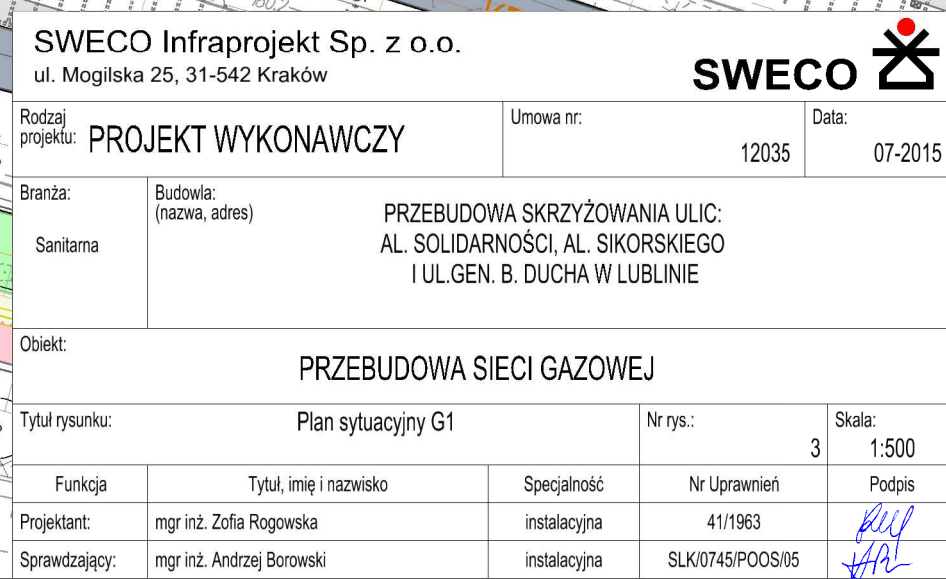 SWECO Infraprojekt Sp. z o.o.
ul. Mogilska 25, 31-542 Kraków
SWECO
Rodzaj projektu: PROJEKT WYKONAWCZY
Umowa nr: 12035
Data: 07-2015
Branża: Sanitarna
Budowla: (nazwa, adres)
PRZEBUDOWA SKRZYŻOWANIA ULIC:
AL. SOLIDARNOŚCI, AL. SIKORSKIEGO
I UL.GEN. B. DUCHA W LUBLINIE
Obiekt:
PRZEBUDOWA SIECI GAZOWEJ
Tytuł rysunku: Plan sytuacyjny G1
Nr rys.: 3
Skala: 1:500
Funkcja Tytuł, imię i nazwisko Specjalność Nr Uprawnień Podpis
Projektant: mgr inż. Zofia Rogowska instalacyjna 41/1963
Sprawdzający: mgr inż. Andrzej Borowski instalacyjna SLK/0745/POOS/05